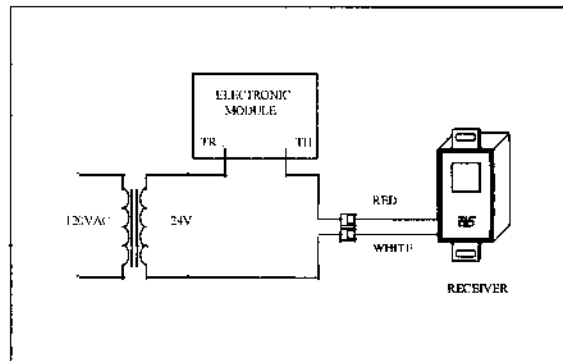 ELECTRONIC
MODULE
TR
TH
120VAC
24V
RED
WHITE
RECEIVER